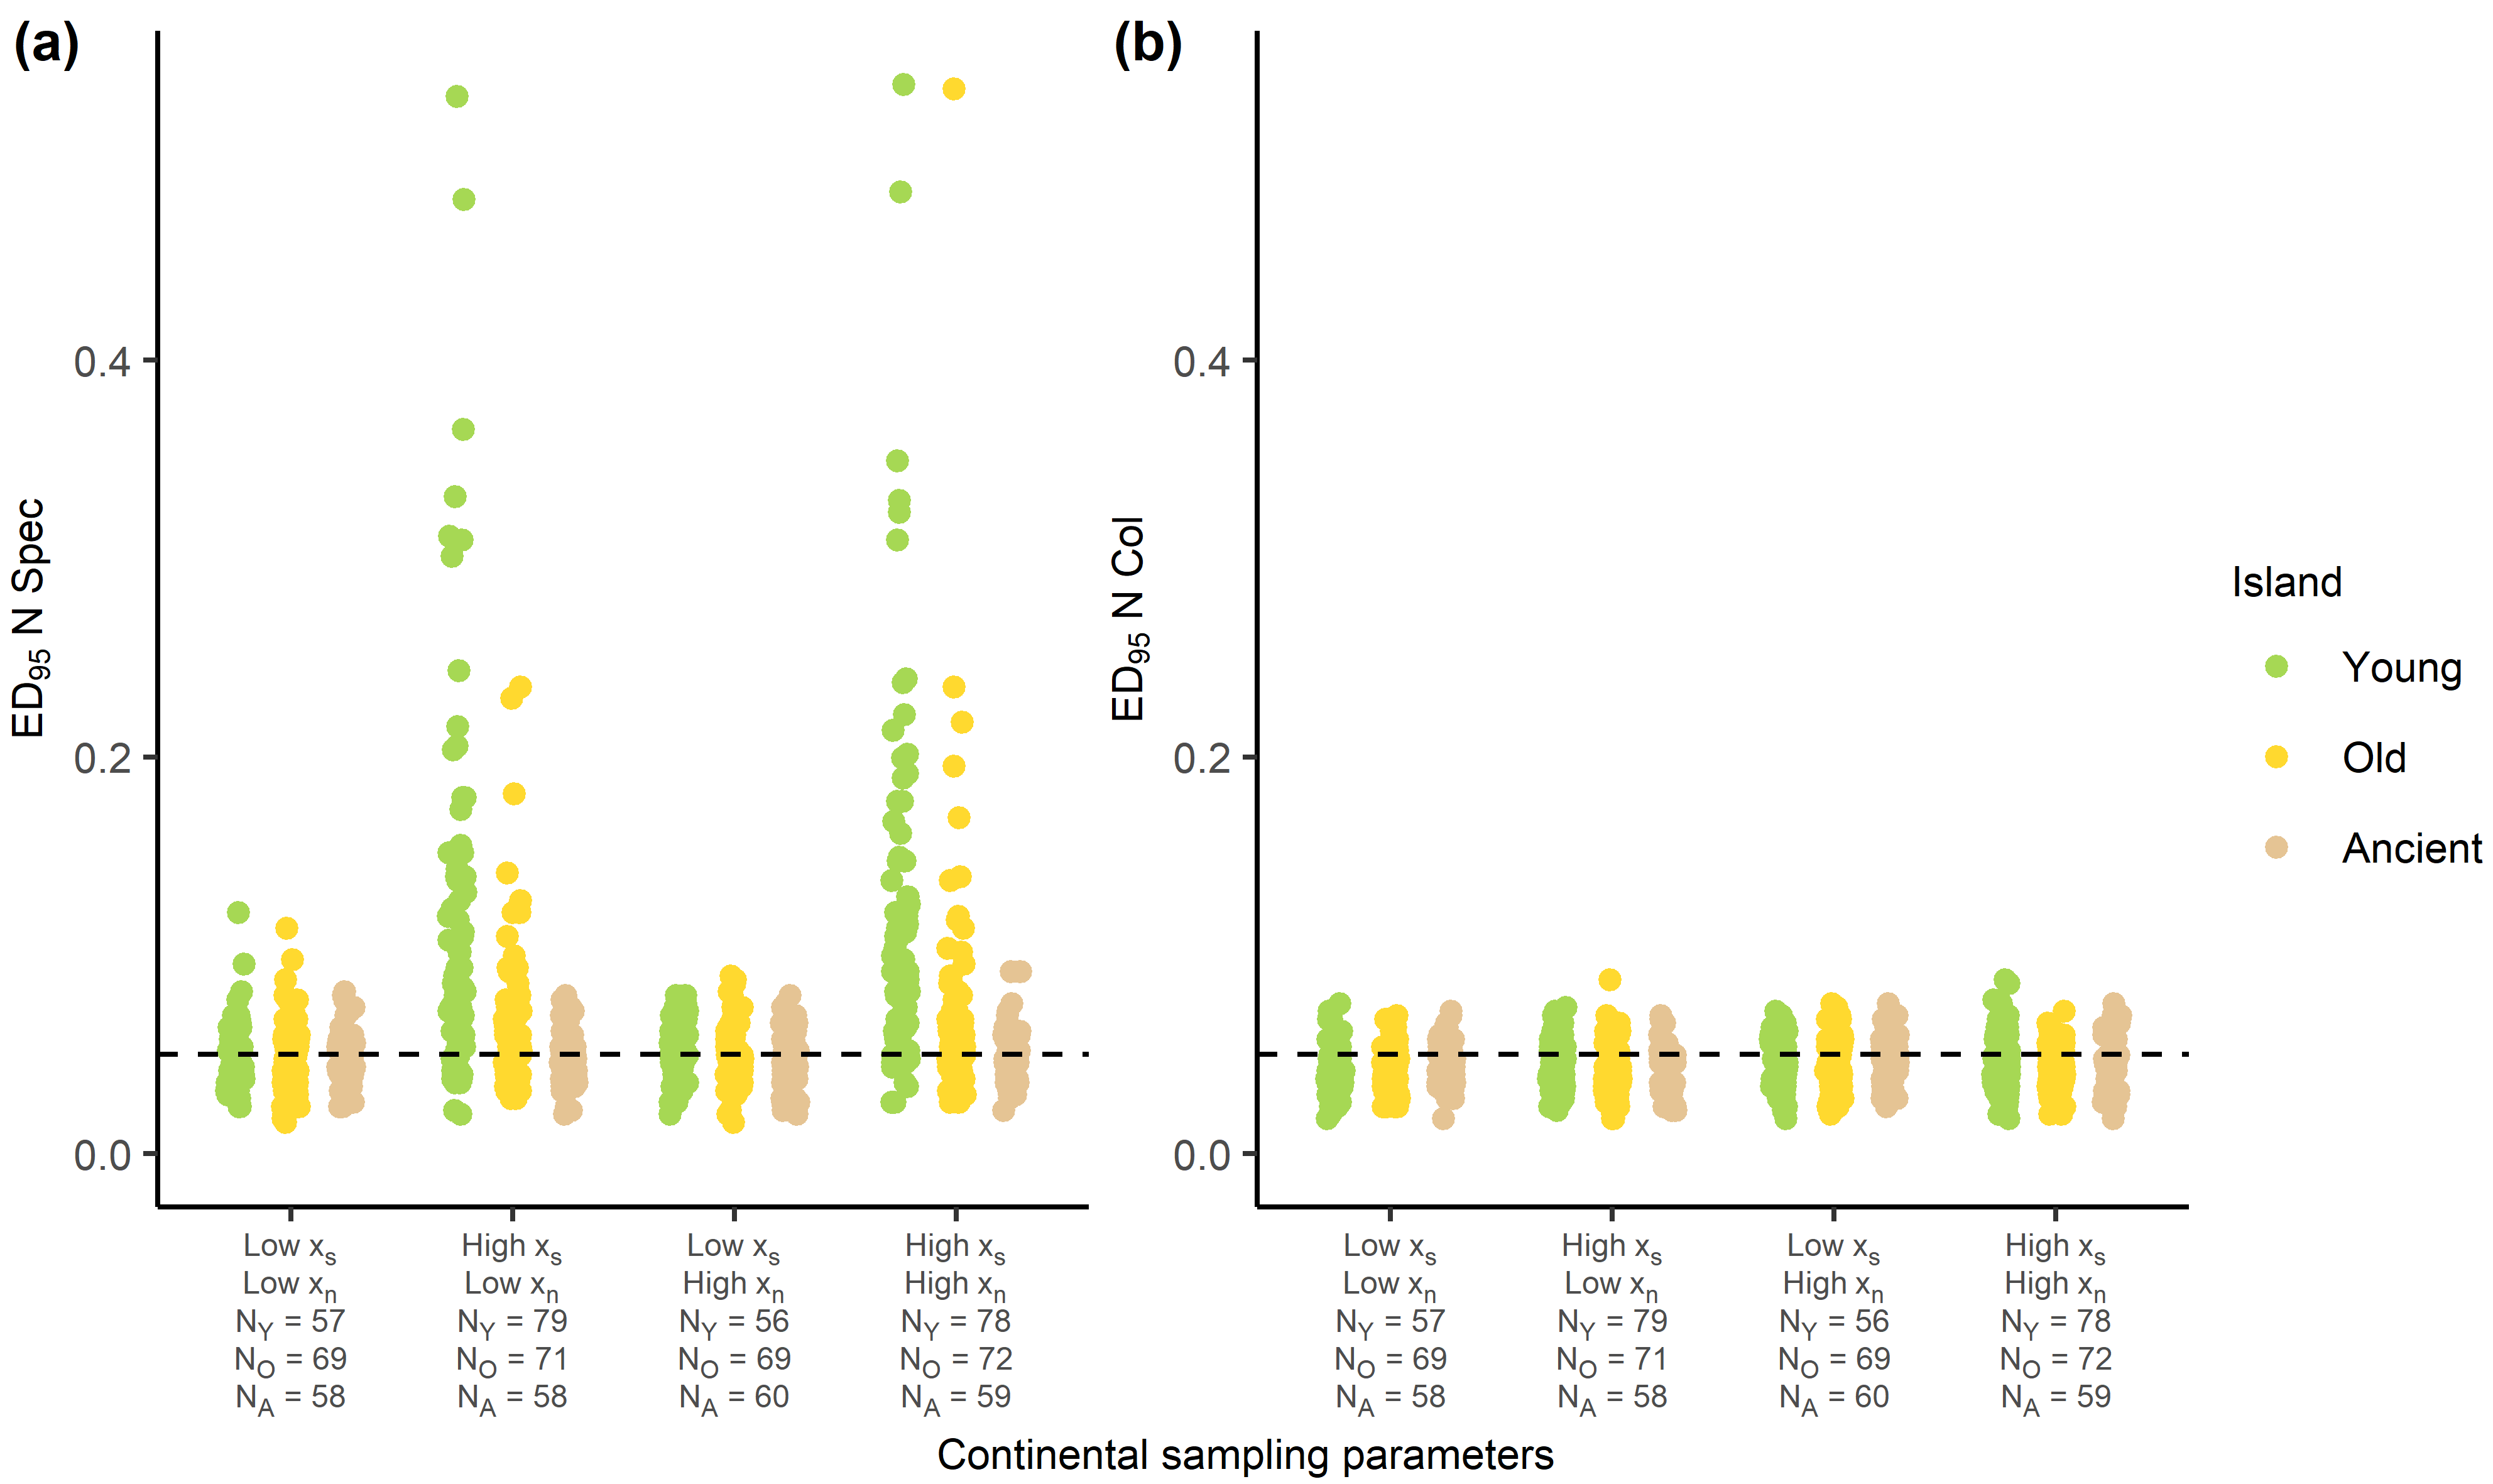 (a)
ED95 N Spec
0.4
0.2
0.0
Low xs
Low xn
NY = 57
NO = 69
NA = 58
High xs
Low xn
NY = 79
NO = 71
NA = 58
Low xs
High xn
NY = 56
NO = 69
NA = 60
High xs
High xn
NY = 78
NO = 72
NA = 59
(b)
ED95 N Col
0.4
0.2
0.0
Low xs
Low xn
NY = 57
NO = 69
NA = 58
High xs
Low xn
NY = 79
NO = 71
NA = 58
Low xs
High xn
NY = 56
NO = 69
NA = 60
High xs
High xn
NY = 78
NO = 72
NA = 59
Continental sampling parameters
Island
Young
Old
Ancient